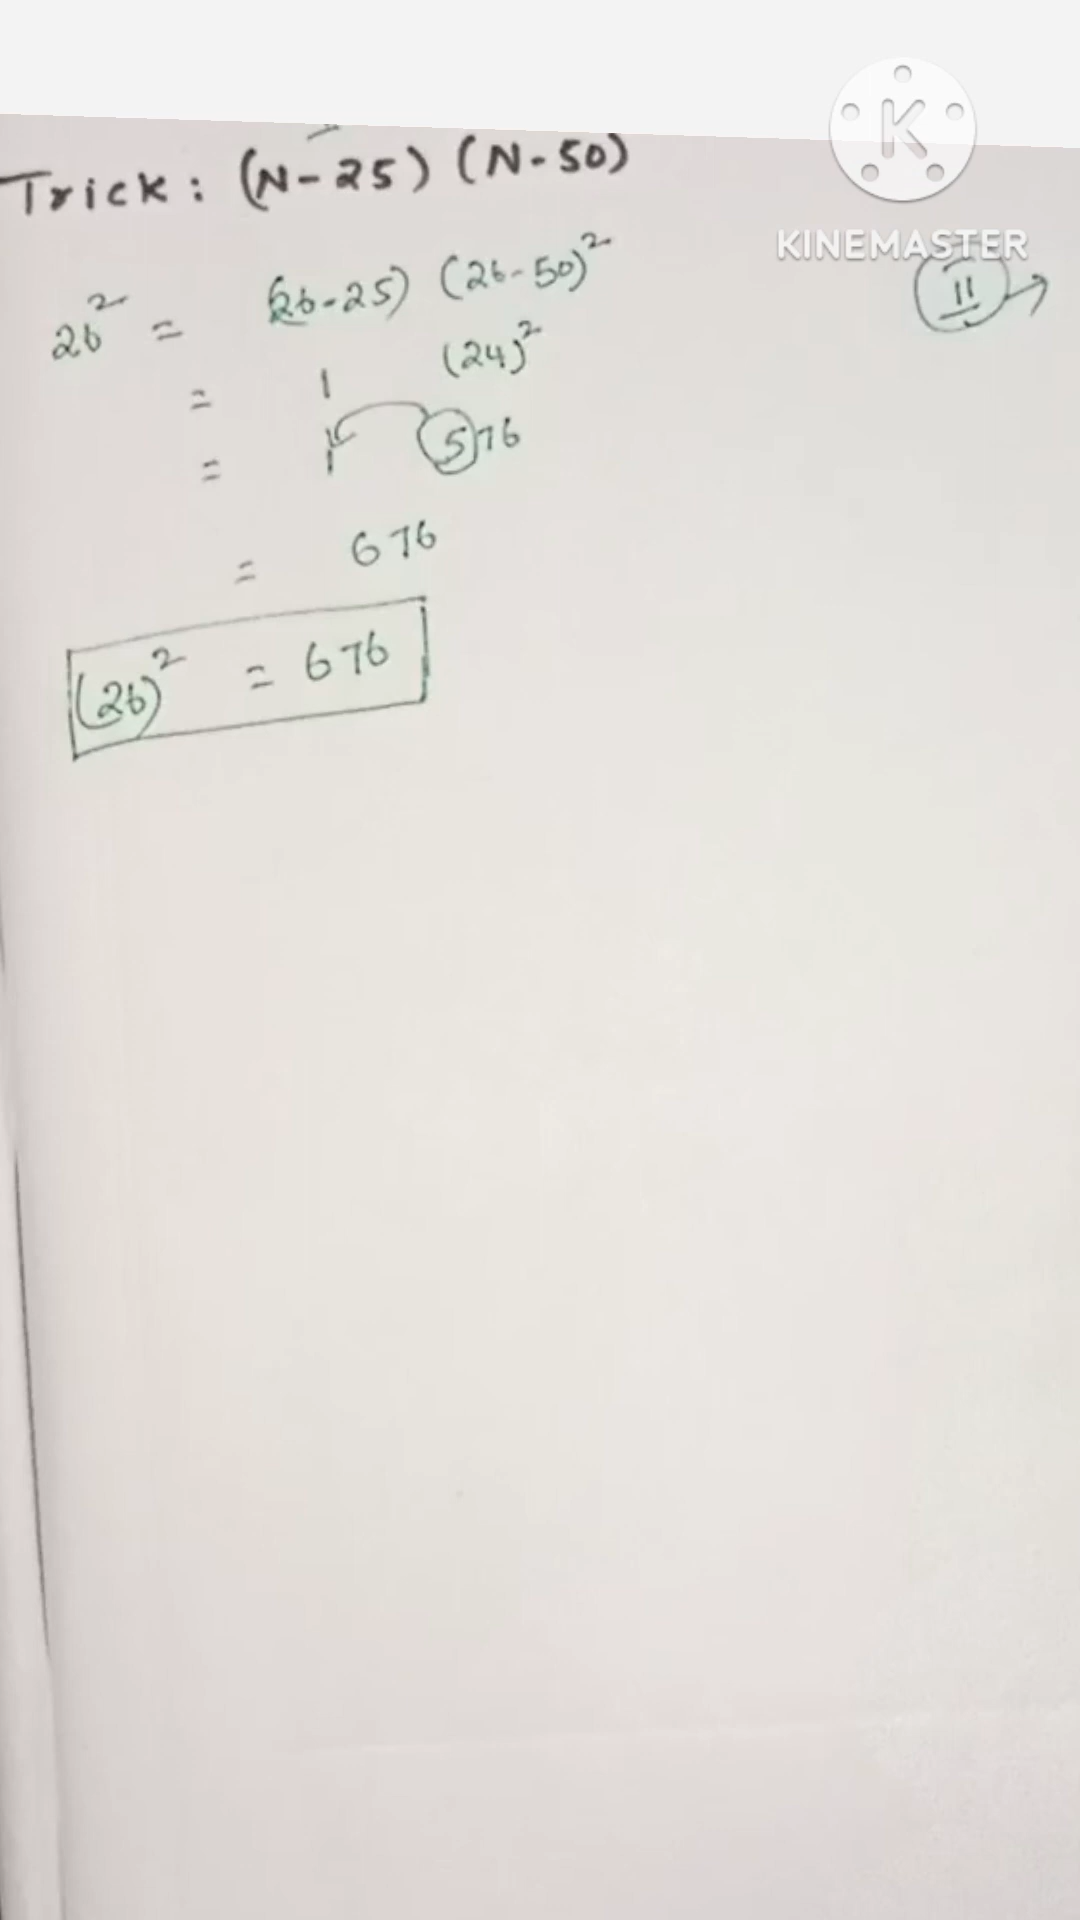 KINEMASTER
Trick: (N-25) (N-50)
26² = (26-25) (26-50)²
11
= 1 (24)²
= 1 576
= 676
(26)² = 676